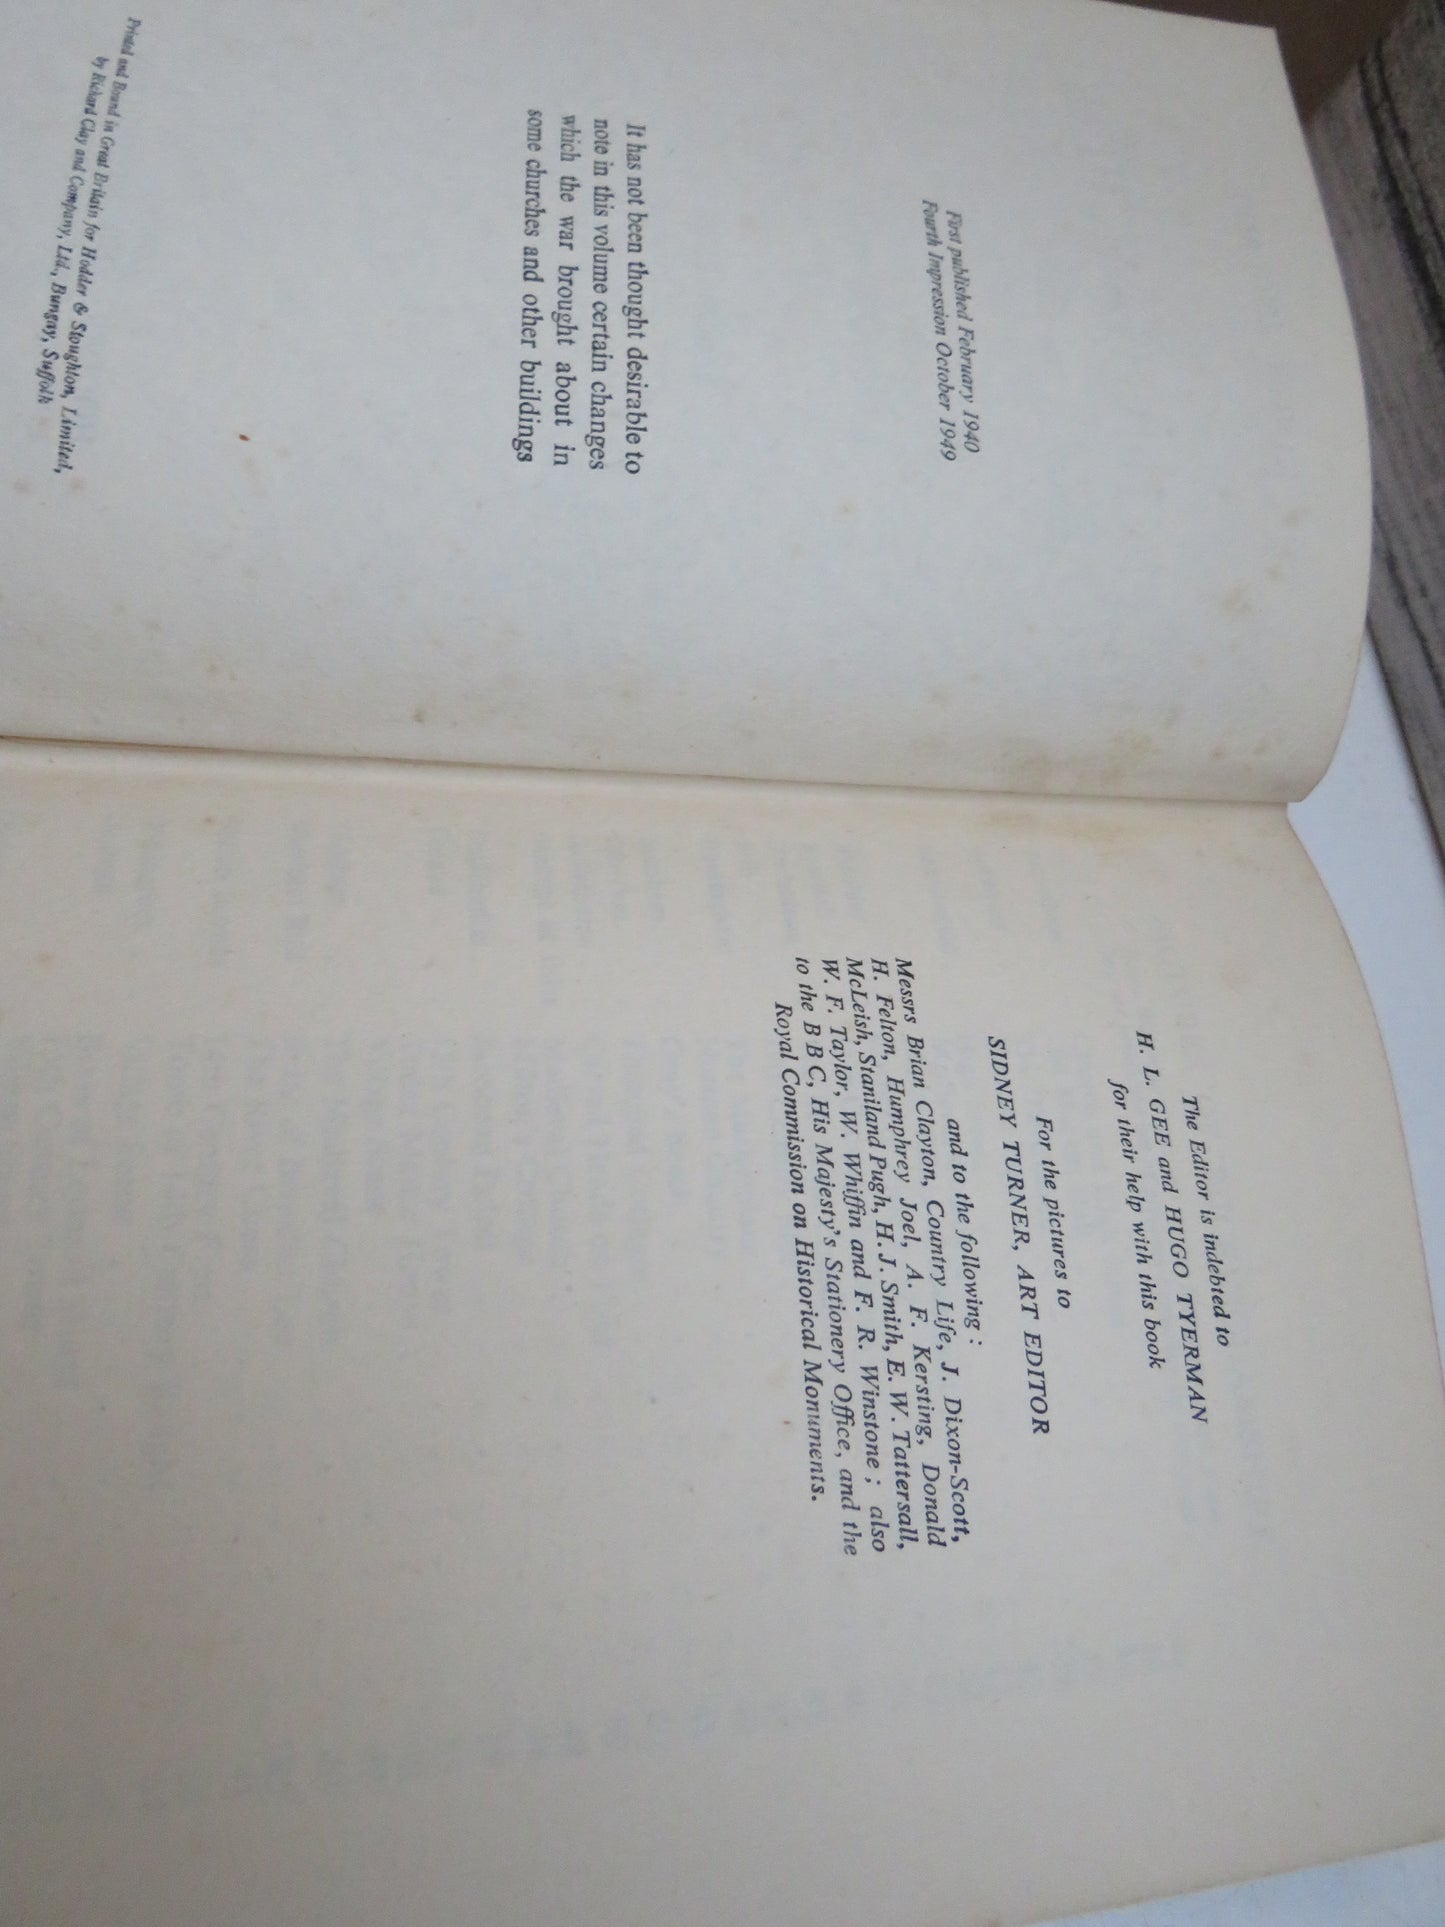 First published February 1940
Fourth Impression October 1949
It has not been thought desirable to
note in this volume certain changes
which the war brought about in
some churches and other buildings
Printed and Bound in Great Britain for Hodder & Stoughton, Limited,
by Richard Clay and Company, Ltd., Bungay, Suffolk
The Editor is indebted to
H. L. GEE and HUGO TYERMAN
for their help with this book
For the pictures to
SIDNEY TURNER, ART EDITOR
and to the following :
Messrs Brian Clayton, Country Life, J. Dixon-Scott,
H. Felton, Humphrey Joel, A. F. Kersting, Donald
McLeish, Staniland Pugh, H. J. Smith, E. W. Tattersall,
W. F. Taylor, W. Whiffin and F. R. Winstone ; also
to the B B C, His Majesty's Stationery Office, and the
Royal Commission on Historical Monuments.